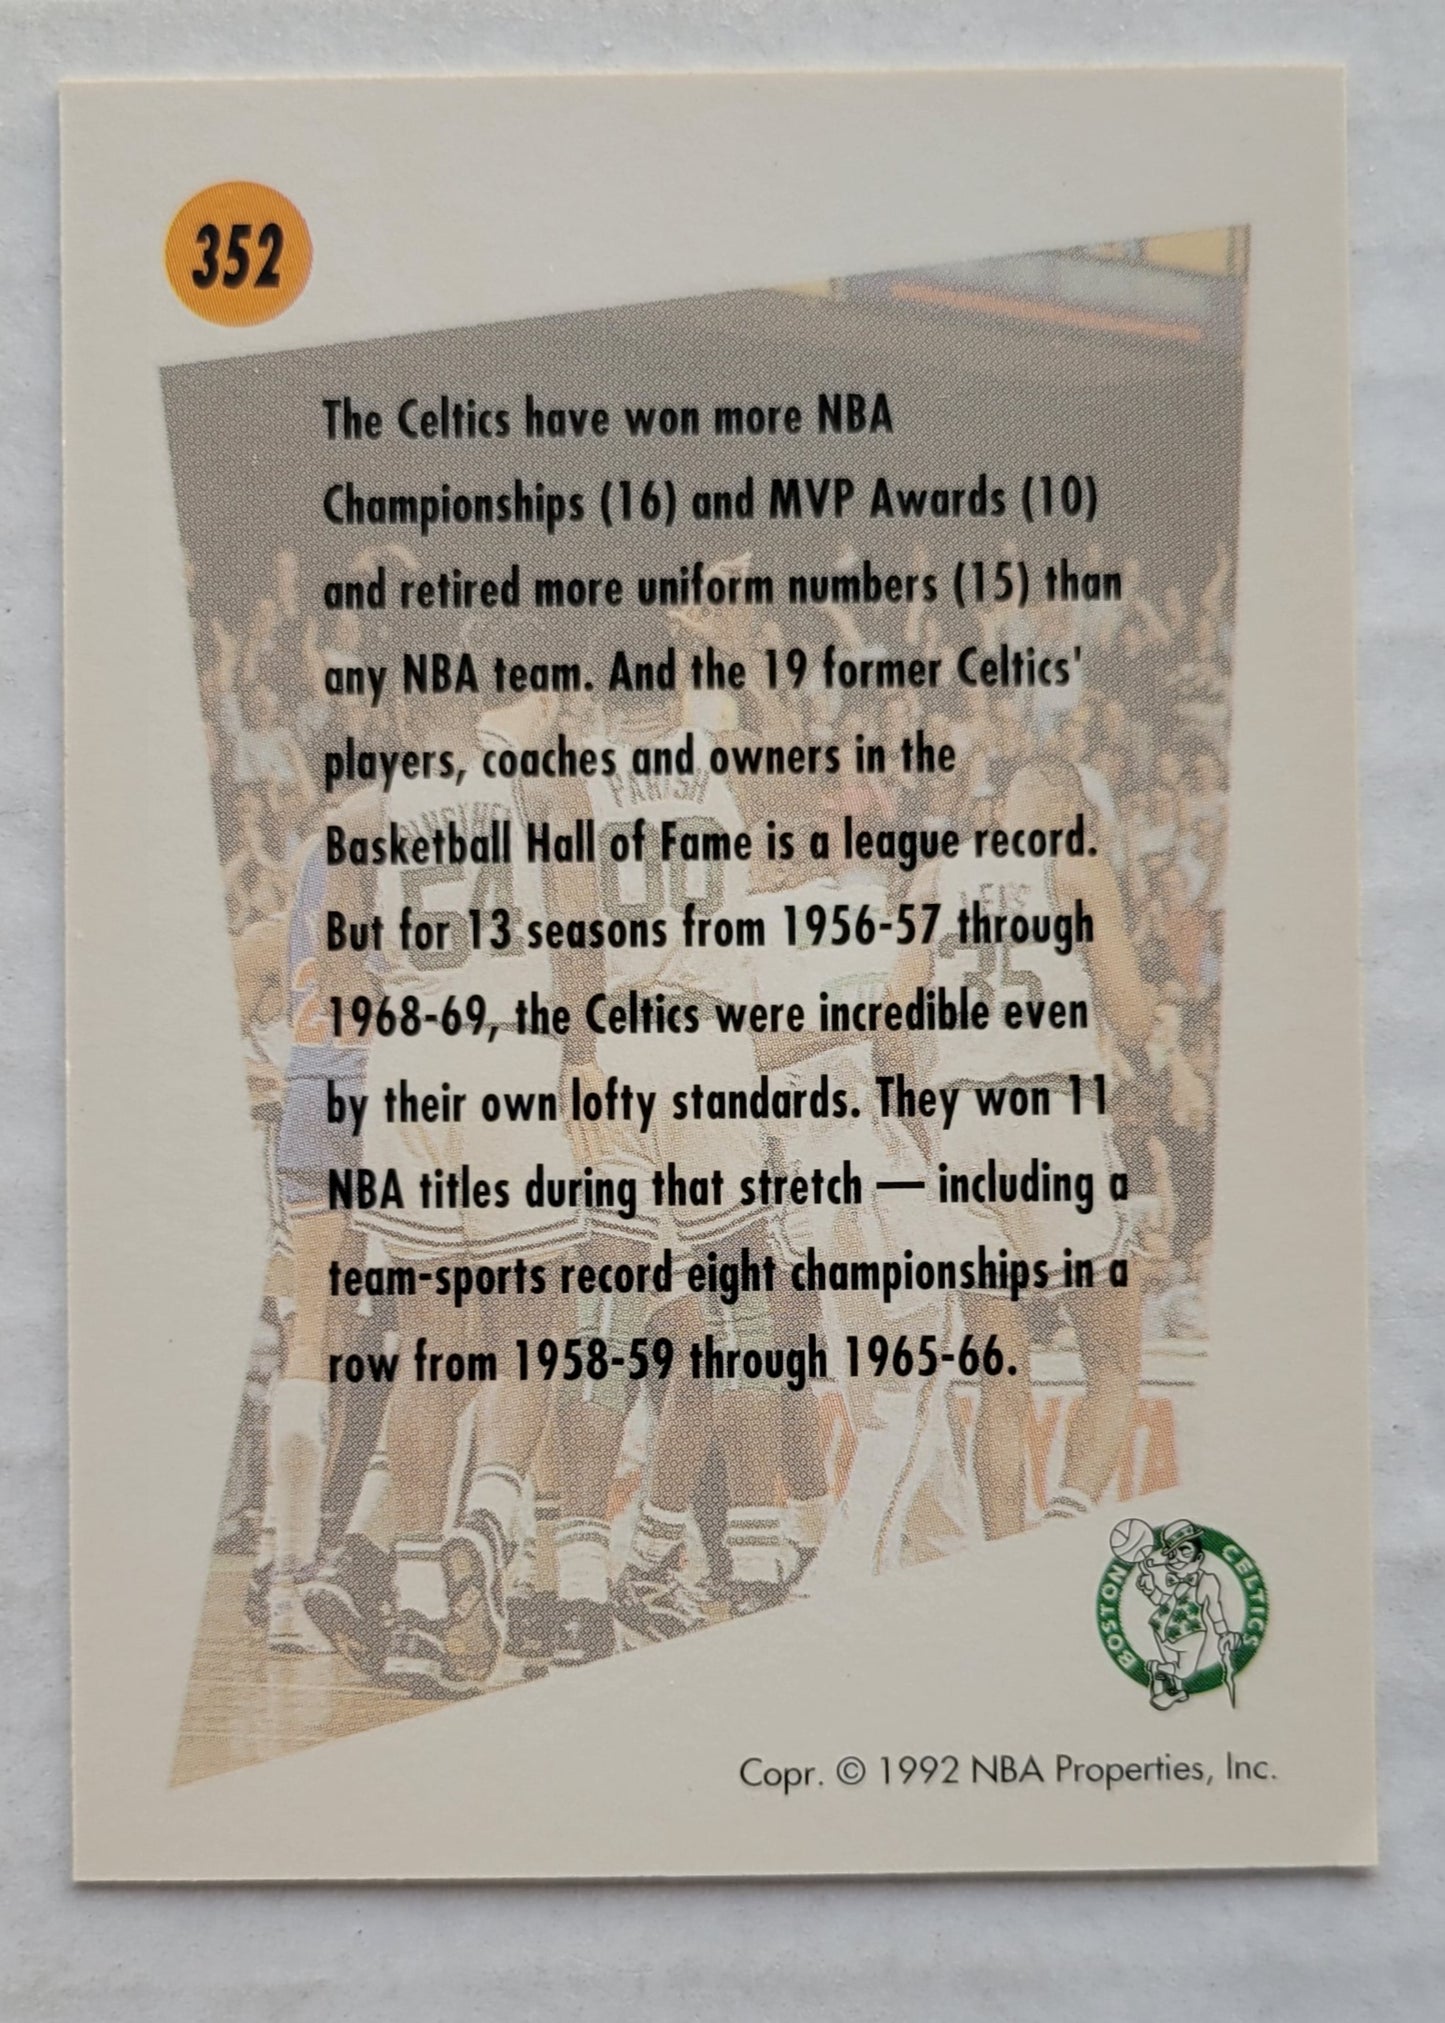 352
The Celtics have won more NBA
Championships (16) and MVP Awards (10)
and retired more uniform numbers (15) than
any NBA team. And the 19 former Celtics'
players, coaches and owners in the
Basketball Hall of Fame is a league record.
But for 13 seasons from 1956-57 through
1968-69, the Celtics were incredible even
by their own lofty standards. They won 11
NBA titles during that stretch — including a
team-sports record eight championships in a
row from 1958-59 through 1965-66.
PARISH
00
54
35
BOSTON CELTICS
Copr. © 1992 NBA Properties, Inc.